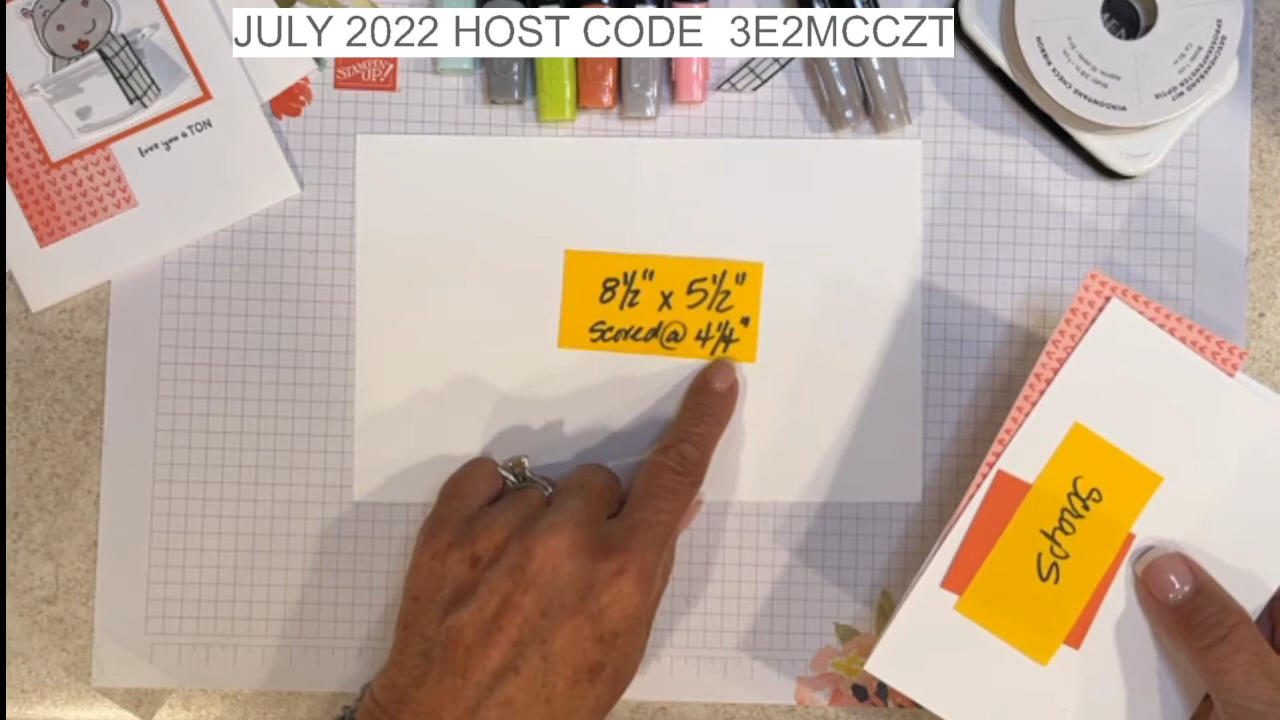 JULY 2022 HOST CODE 3E2MCCZT
STAMPIN' UP!
love you a TON
8½" x 5½"
Scored@ 4¼"
Scraps